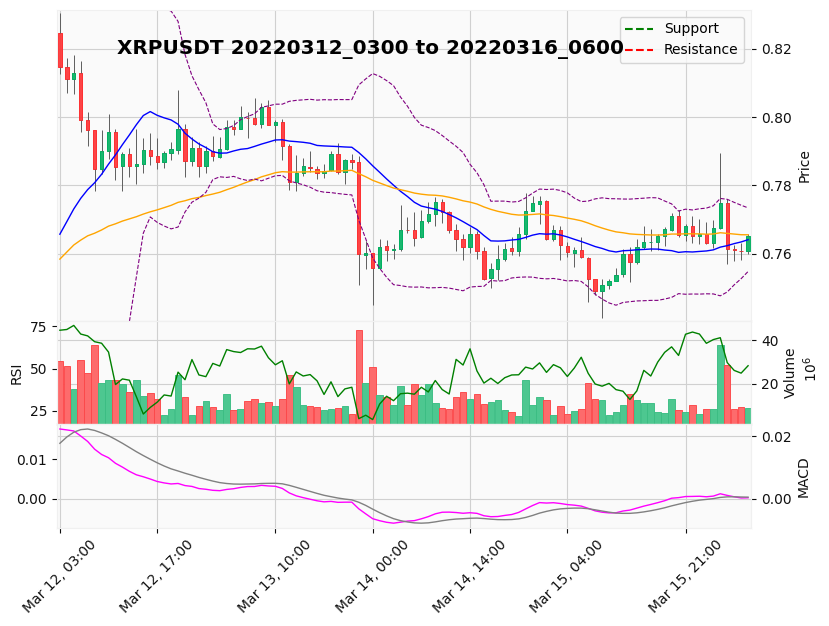 XRPUSDT 20220312_0300 to 20220316_0600
Support
Resistance
0.82
0.80
0.78
0.76
Price
75
50
25
RSI
40
20
Volume
10^6
0.01
0.00
0.02
0.00
MACD
Mar 12, 03:00
Mar 12, 17:00
Mar 13, 10:00
Mar 14, 00:00
Mar 14, 14:00
Mar 15, 04:00
Mar 15, 21:00